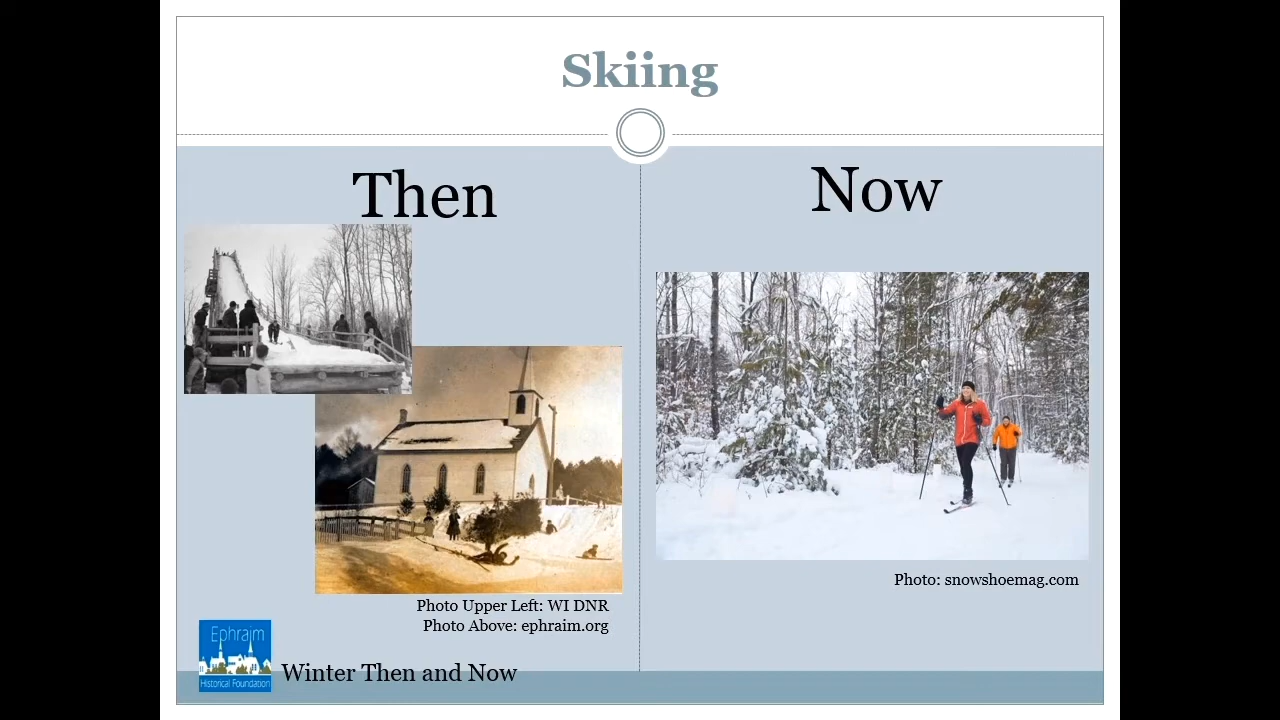 Skiing
Then
Now
Photo: snowshoemag.com
Photo Upper Left: WI DNR
Photo Above: ephraim.org
Ephraim
Historical Foundation
Winter Then and Now